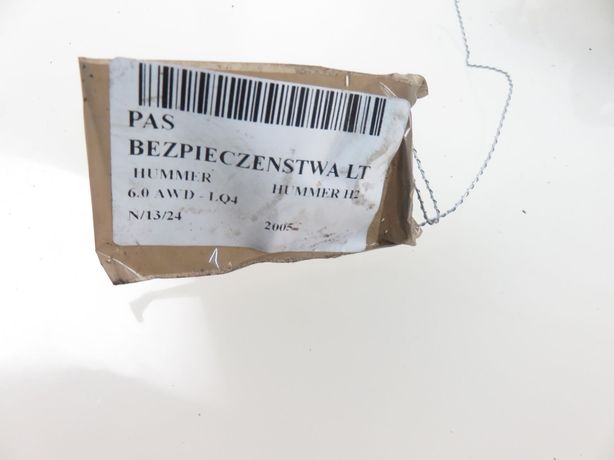 PAS
BEZPIECZENSTWA LT
HUMMER HUMMER H2
6.0 AWD - LQ4
N/13/24 2005-